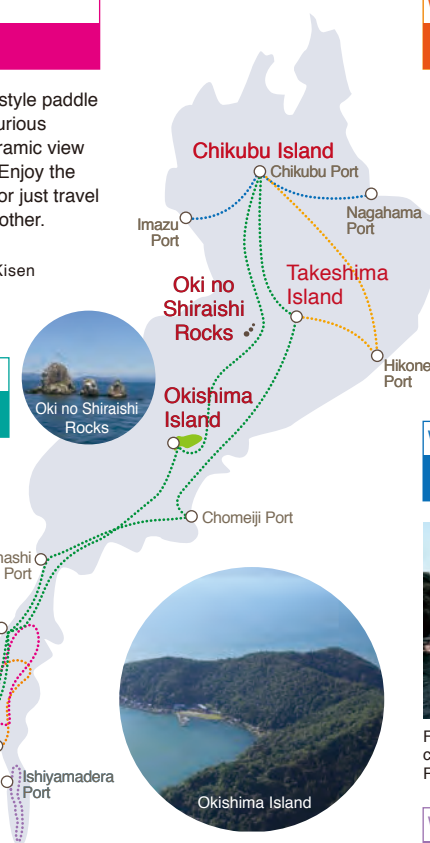 style paddle
urious
ramic view
Enjoy the
or just travel
other.
Kisen
Chikubu Island
Chikubu Port
Imazu
Port
Nagahama
Port
Oki no
Shiraishi
Rocks
Takeshima
Island
Hikone
Port
Oki no Shiraishi
Rocks
Okishima
Island
Chomeiji Port
hashi
Port
Okishima Island
Ishiyamadera
Port